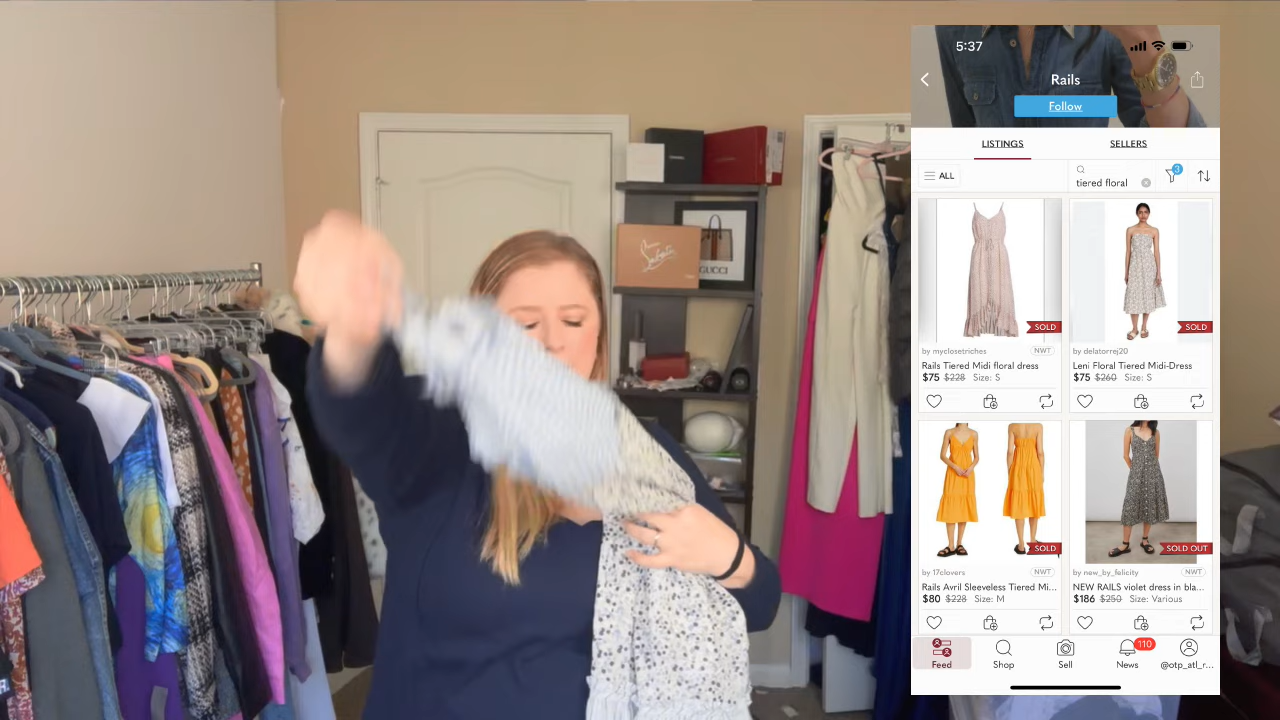 GUCCI
5:37
Rails
Follow
LISTINGS
SELLERS
ALL
tiered floral
3
SOLD
by myclosetriches
NWT
Rails Tiered Midi floral dress
$75 $228 Size: S
SOLD
by delatorrej20
Leni Floral Tiered Midi-Dress
$75 $260 Size: S
SOLD
by 17clovers
NWT
Rails Avril Sleeveless Tiered Mi...
$80 $228 Size: M
SOLD OUT
by new_by_felicity
NWT
NEW RAILS violet dress in bla...
$186 $250 Size: Various
Feed
Shop
Sell
110
News
@otp_atl_r...